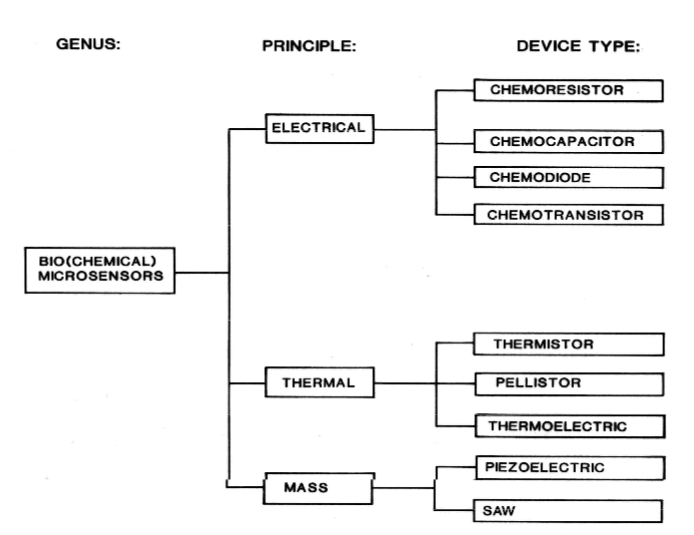 GENUS: PRINCIPLE: DEVICE TYPE:
CHEMORESISTOR
ELECTRICAL
CHEMOCAPACITOR
CHEMODIODE
CHEMOTRANSISTOR
BIO(CHEMICAL)
MICROSENSORS
THERMISTOR
THERMAL
PELLISTOR
THERMOELECTRIC
PIEZOELECTRIC
MASS
SAW